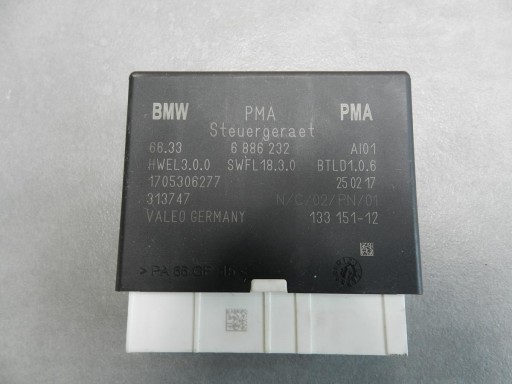 BMW PMA PMA
Steuergeraet
66.33 6 886 232 AI01
HWEL3.0.0 SWFL18.3.0 BTLD1.0.6
1705306277 25 02 17
313747 N/C:02/PN/01
VALEO GERMANY 133 151-12
> PA